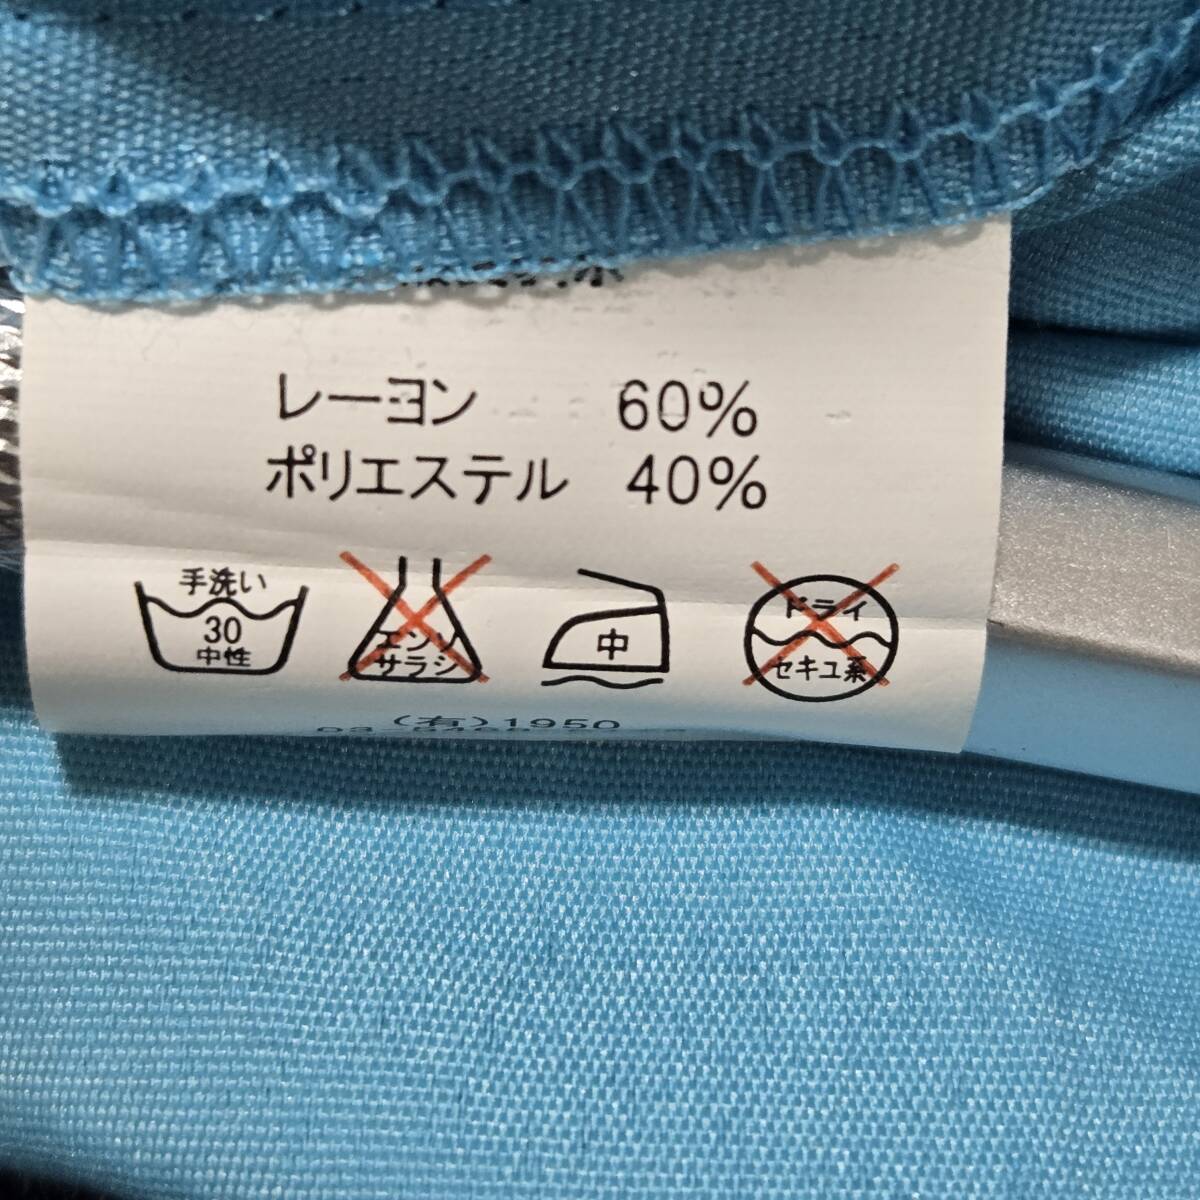 レーヨン 60%
ポリエステル 40%
手洗い
30
中性
エンソ
サラシ
中
ドライ
セキユ系
(有)1950